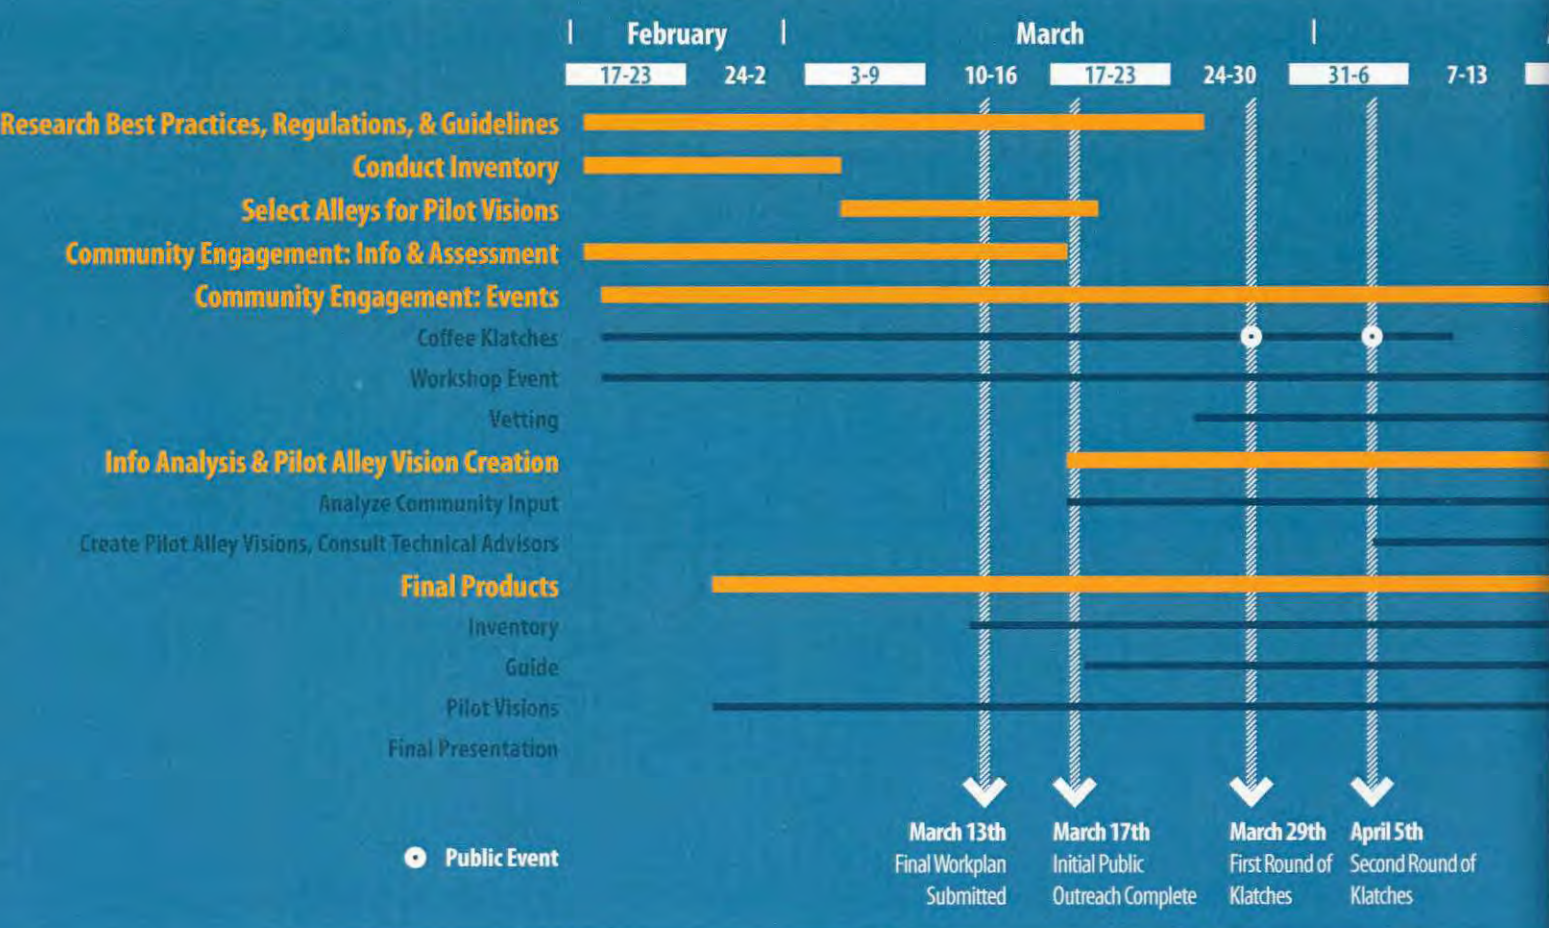 February
March
17-23
24-2
3-9
10-16
17-23
24-30
31-6
7-13
Research Best Practices, Regulations, & Guidelines
Conduct Inventory
Select Alleys for Pilot Visions
Community Engagement: Info & Assessment
Community Engagement: Events
Coffee Klatches
Workshop Event
Vetting
Info Analysis & Pilot Alley Vision Creation
Analyze Community Input
Create Pilot Alley Visions, Consult Technical Advisors
Final Products
Inventory
Guide
Pilot Visions
Final Presentation
Public Event
March 13th
Final Workplan
Submitted
March 17th
Initial Public
Outreach Complete
March 29th
First Round of
Klatches
April 5th
Second Round of
Klatches